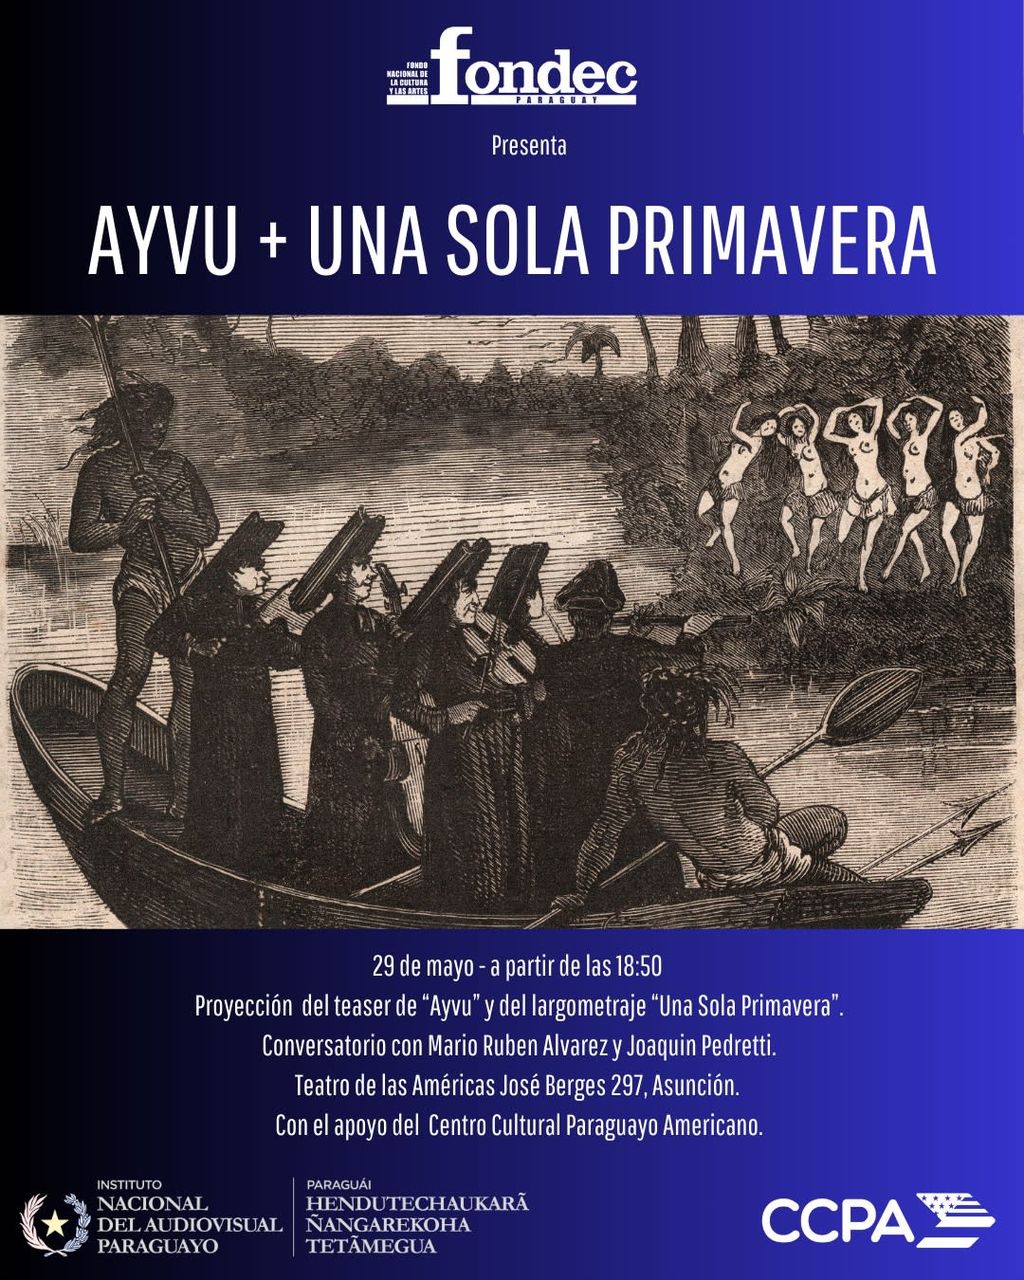 FONDO
NACIONAL DE
LA CULTURA
Y LAS ARTES
fondec
PARAGUAY
Presenta
AYVU + UNA SOLA PRIMAVERA
29 de mayo - a partir de las 18:50
Proyección del teaser de “Ayvu” y del largometraje “Una Sola Primavera”.
Conversatorio con Mario Ruben Alvarez y Joaquin Pedretti.
Teatro de las Américas José Berges 297, Asunción.
Con el apoyo del Centro Cultural Paraguayo Americano.
INSTITUTO
NACIONAL
DEL AUDIOVISUAL
PARAGUAYO
PARAGUÁI
HENDUTECHAUKARÃ
ÑANGAREKOHA
TETÃMEGUA
CCPA